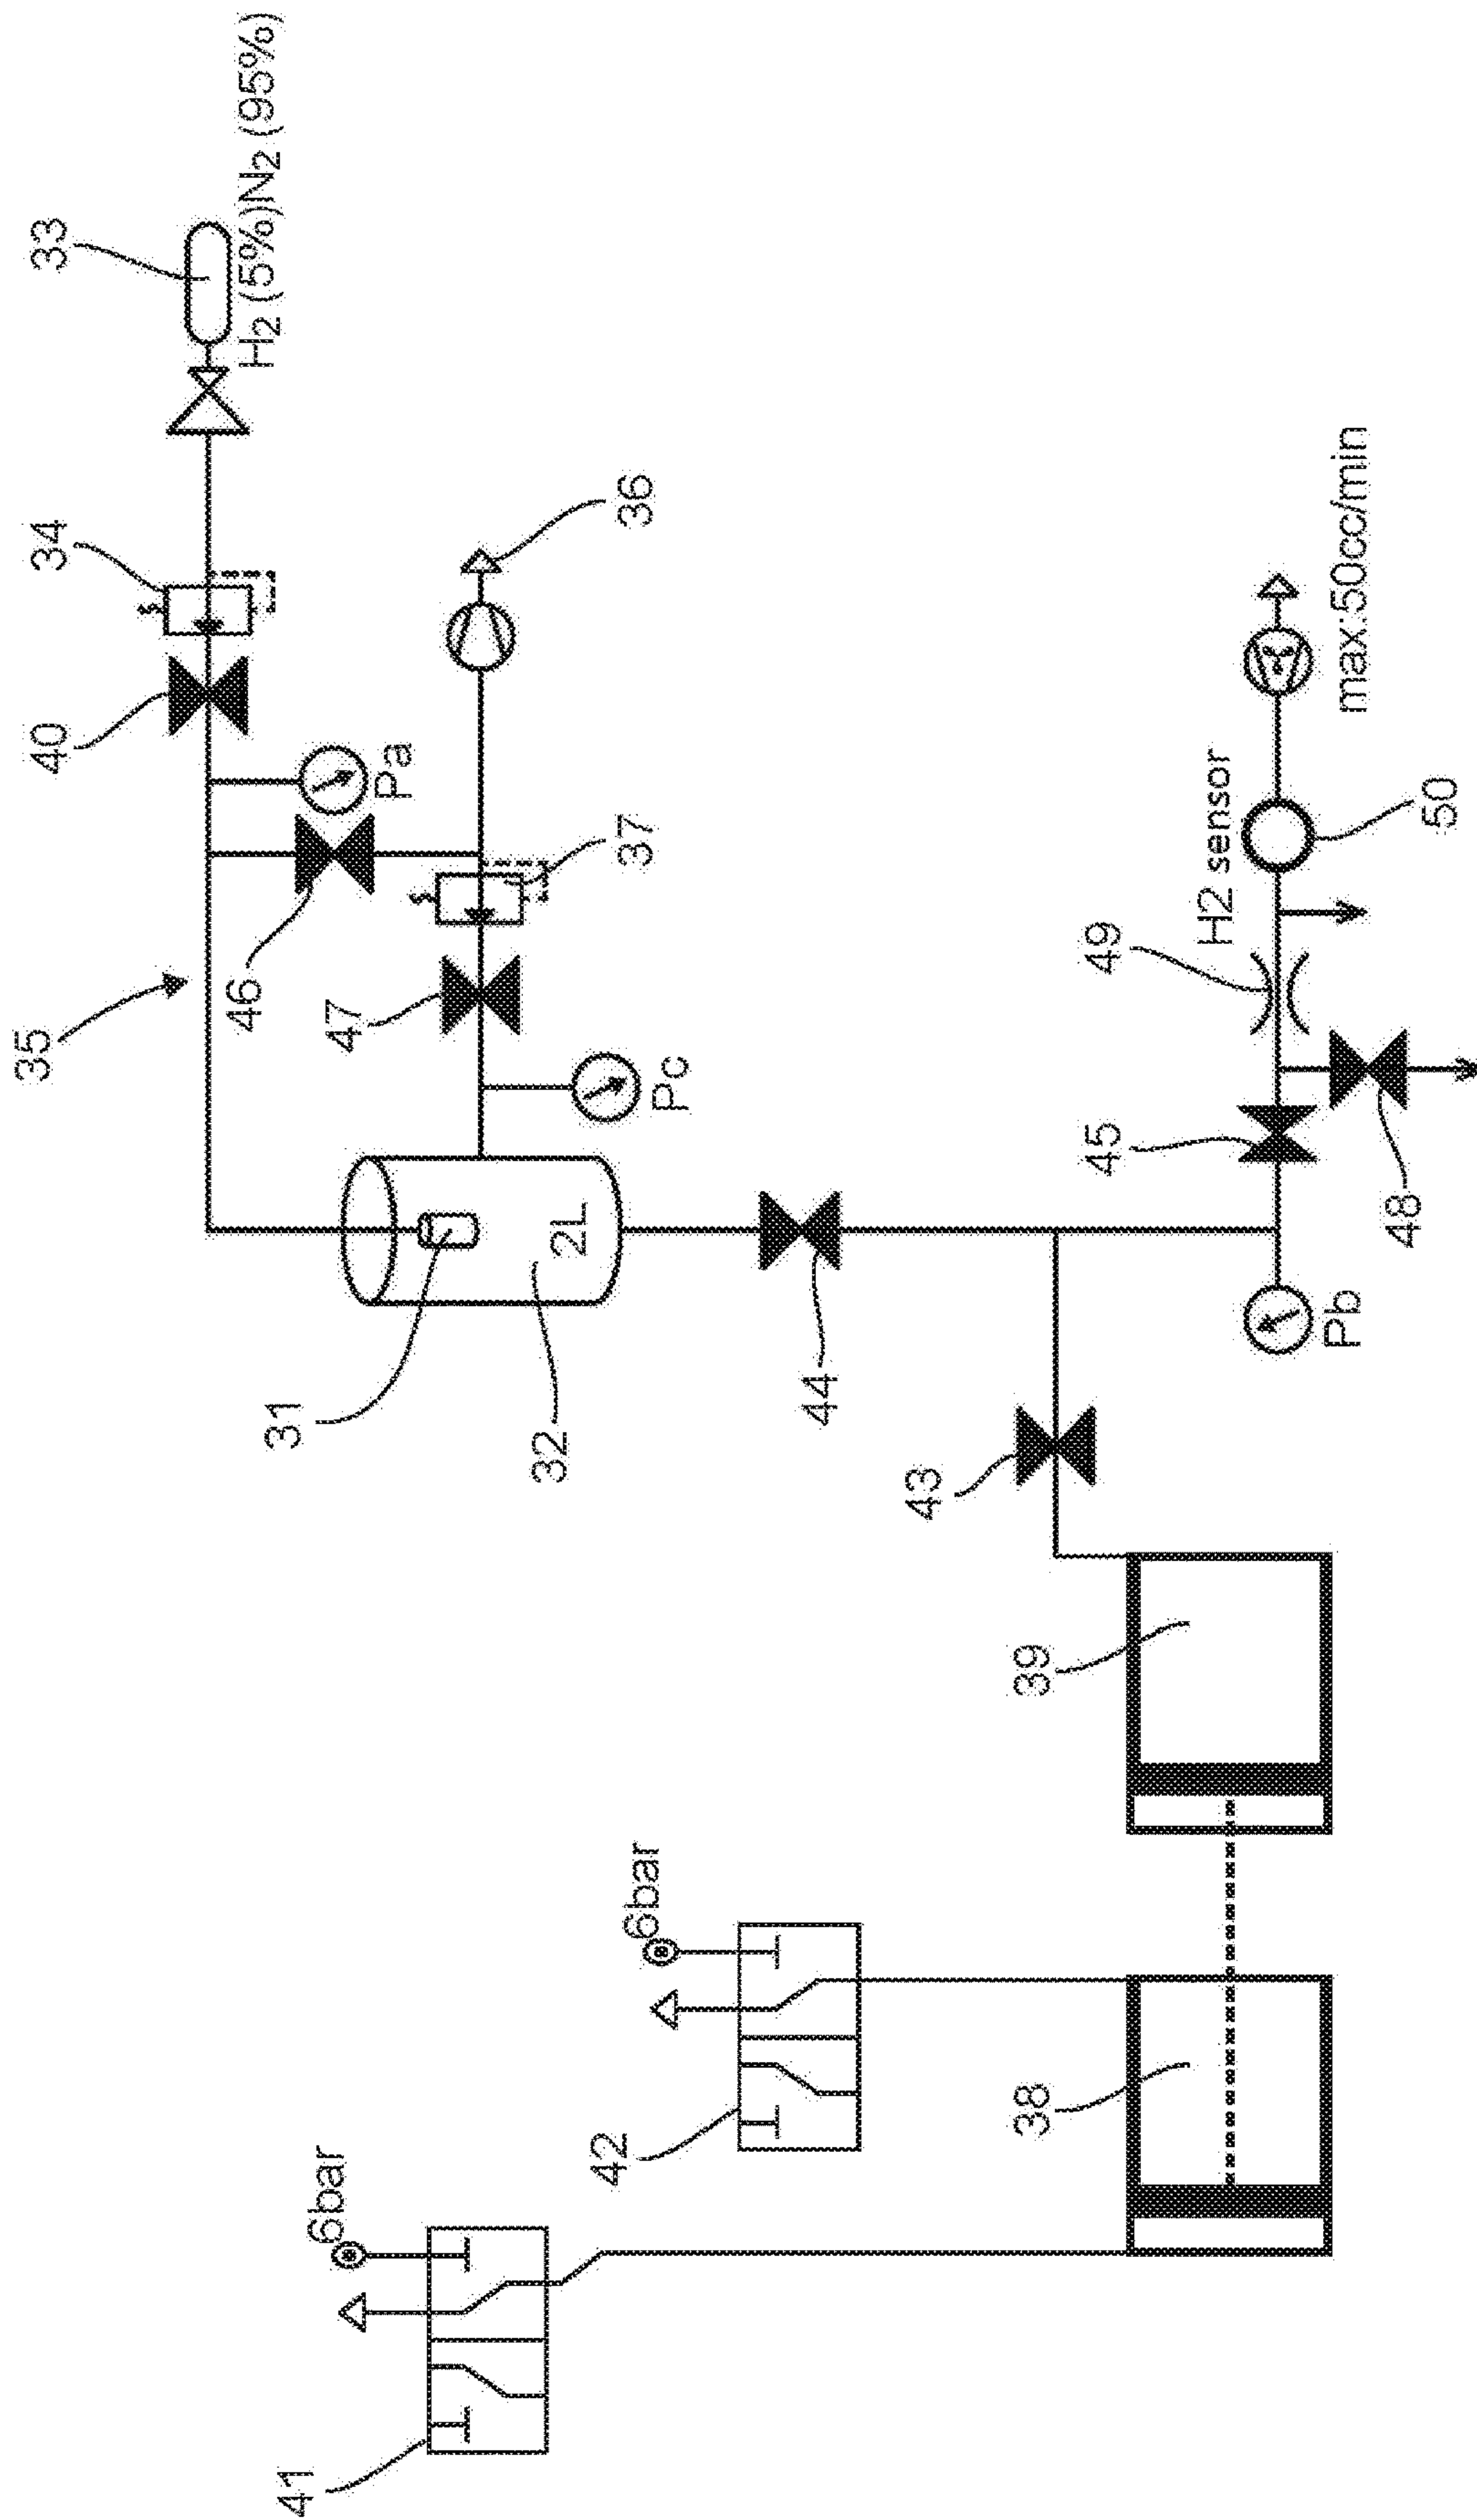 33
H₂ (5%)N₂ (95%)
34
40
Pa
36
35
46
37
47
Pc
31
32
2L
44
max:50cc/min
H2 sensor
50
49
45
48
Pb
43
39
6bar
42
38
6bar
41